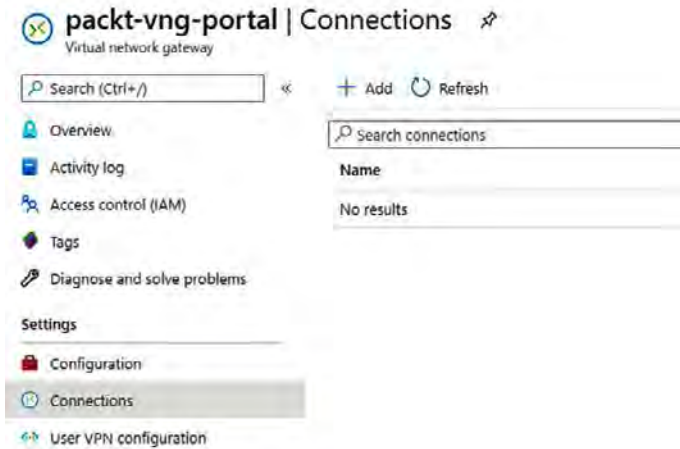 packt-vng-portal | Connections
Virtual network gateway
Search (Ctrl+/)
«
Overview
Activity log
Access control (IAM)
Tags
Diagnose and solve problems
Settings
Configuration
Connections
User VPN configuration
+ Add Refresh
Search connections
Name
No results